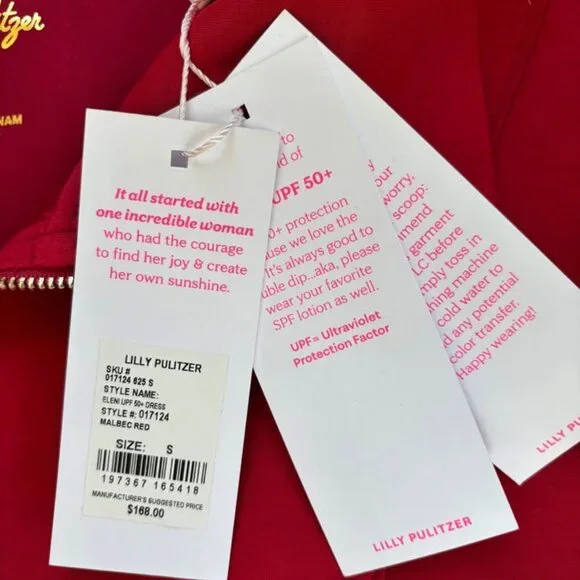 NAM
It all started with
one incredible woman
who had the courage
to find her joy & create
her own sunshine.
LILLY PULITZER
SKU #
017124 625 S
STYLE NAME:
ELENI UPF 50+ DRESS
STYLE #: 017124
MALBEC RED
SIZE: S
197367 165418
MANUFACTURER'S SUGGESTED PRICE
$168.00
to
d of
UPF 50+
0+ protection
use we love the
It's always good to
ble dip...aka, please
wear your favorite
SPF lotion as well.
UPF= Ultraviolet
Protection Factor
LILLY PULITZER
our
worry.
scoop:
mend
garment
LC before
mply toss in
hing machine
cold water to
d any potential
color transfer.
Happy wearing!
LILLY PULITZER